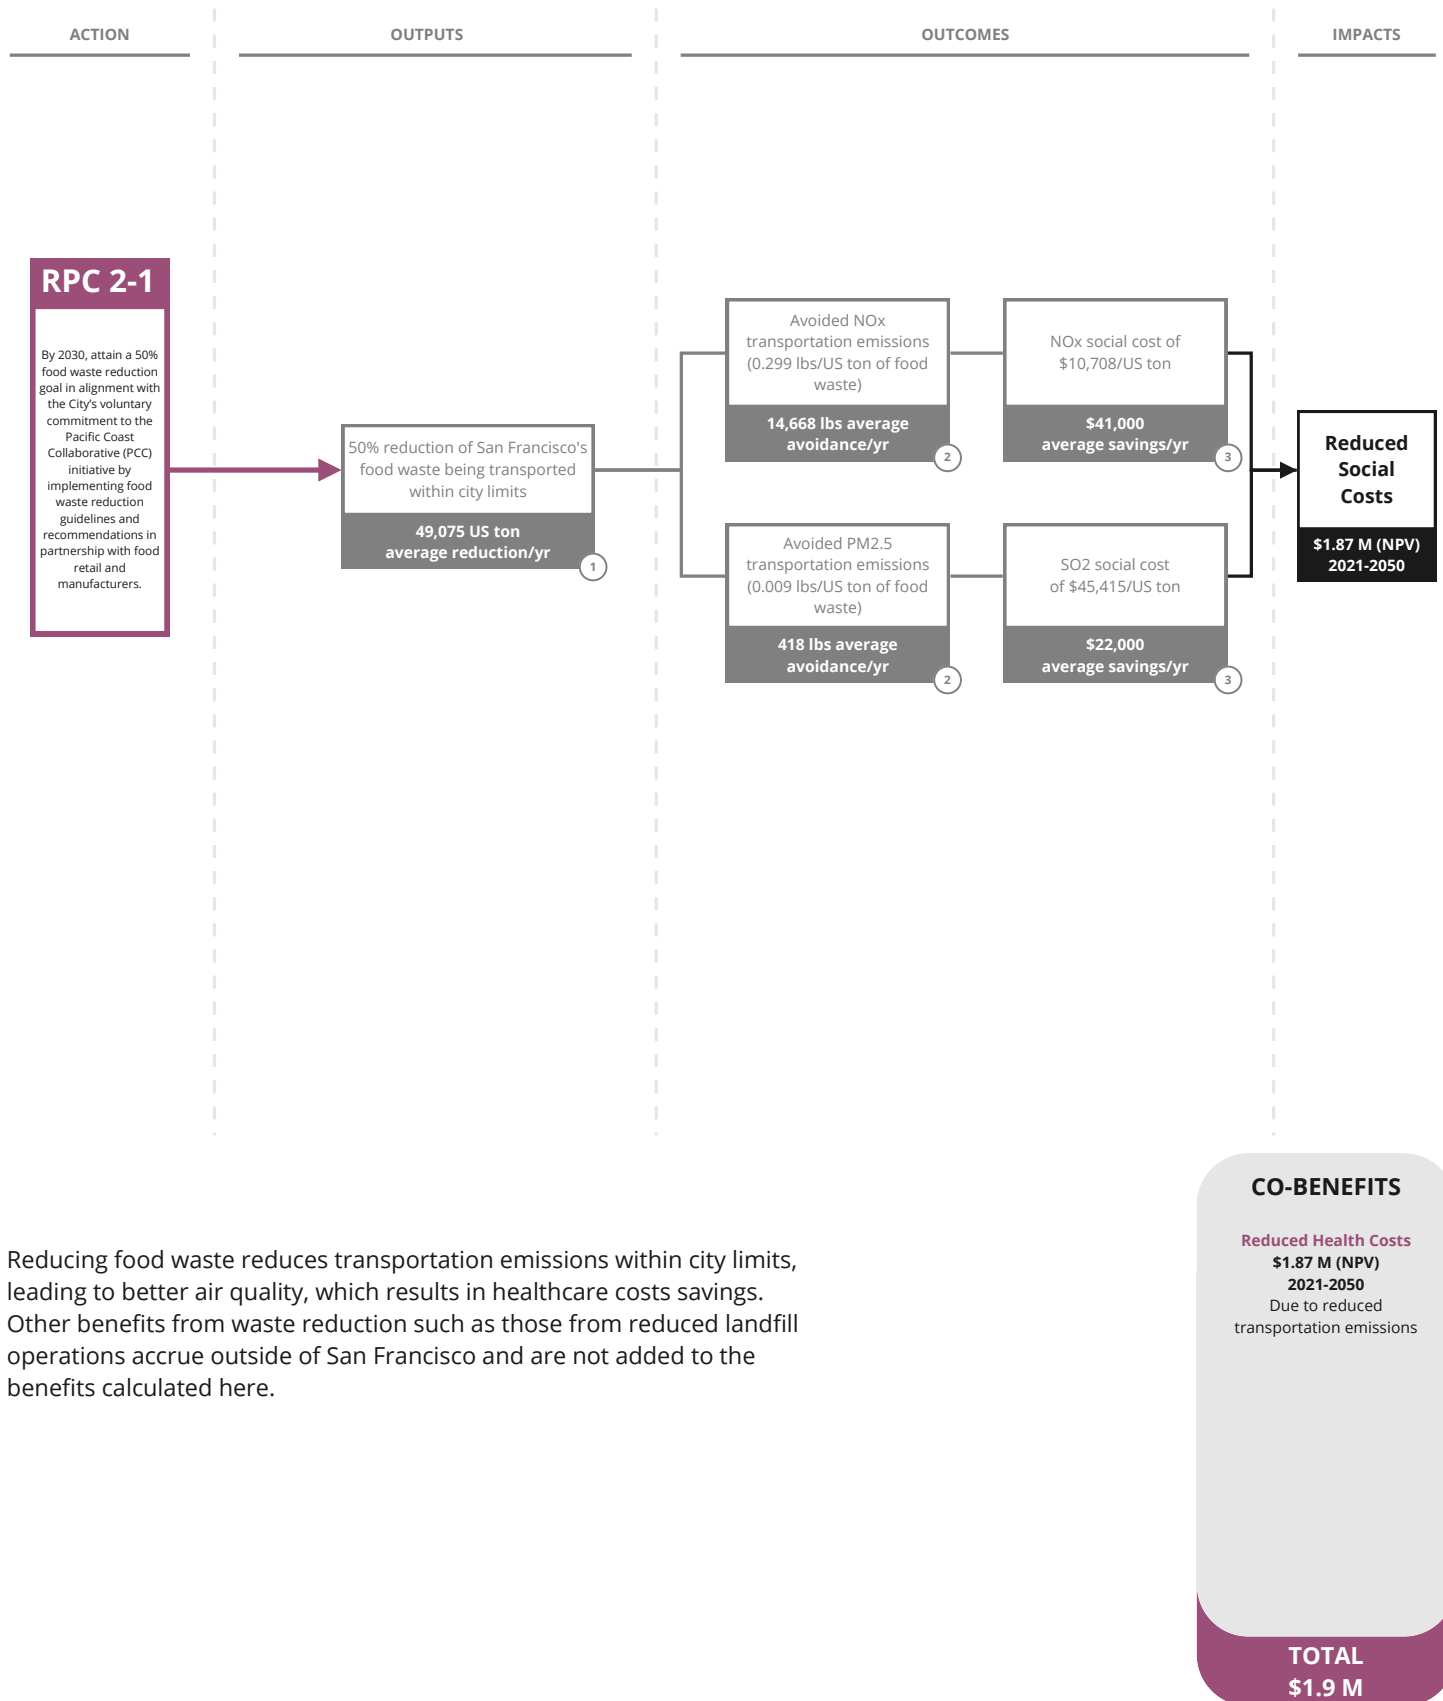 ACTION
OUTPUTS
OUTCOMES
IMPACTS
RPC 2-1
By 2030, attain a 50%
food waste reduction
goal in alignment with
the City’s voluntary
commitment to the
Pacific Coast
Collaborative (PCC)
initiative by
implementing food
waste reduction
guidelines and
recommendations in
partnership with food
retail and
manufacturers.
50% reduction of San Francisco's
food waste being transported
within city limits
49,075 US ton
average reduction/yr
1
Avoided NOx
transportation emissions
(0.299 lbs/US ton of food
waste)
14,668 lbs average
avoidance/yr
2
NOx social cost of
$10,708/US ton
$41,000
average savings/yr
3
Avoided PM2.5
transportation emissions
(0.009 lbs/US ton of food
waste)
418 lbs average
avoidance/yr
2
SO2 social cost
of $45,415/US ton
$22,000
average savings/yr
3
Reduced
Social
Costs
$1.87 M (NPV)
2021-2050
Reducing food waste reduces transportation emissions within city limits,
leading to better air quality, which results in healthcare costs savings.
Other benefits from waste reduction such as those from reduced landfill
operations accrue outside of San Francisco and are not added to the
benefits calculated here.
CO-BENEFITS
Reduced Health Costs
$1.87 M (NPV)
2021-2050
Due to reduced
transportation emissions
TOTAL
$1.9 M